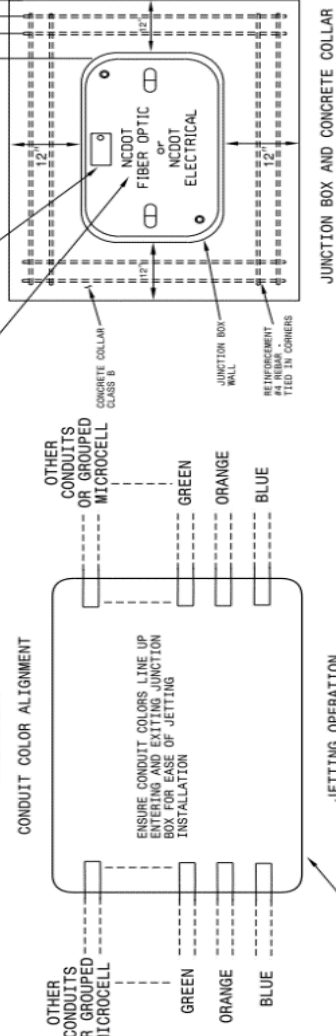 CONDUIT COLOR ALIGNMENT
OTHER
CONDUITS
OR GROUPED
MICROCELL
GREEN
ORANGE
BLUE
ENSURE CONDUIT COLORS LINE UP
ENTERING AND EXITING JUNCTION
BOX FOR EASE OF JETTING
INSTALLATION
OTHER
CONDUITS
OR GROUPED
MICROCELL
GREEN
ORANGE
BLUE
JETTING OPERATION
12"
12"
12"
12"
NCDOT
FIBER OPTIC
or
NCDOT
ELECTRICAL
CONCRETE COLLAR
CLASS B
JUNCTION BOX
WALL
REINFORCEMENT
#4 REBAR -
TIED IN CORNERS
JUNCTION BOX AND CONCRETE COLLAR